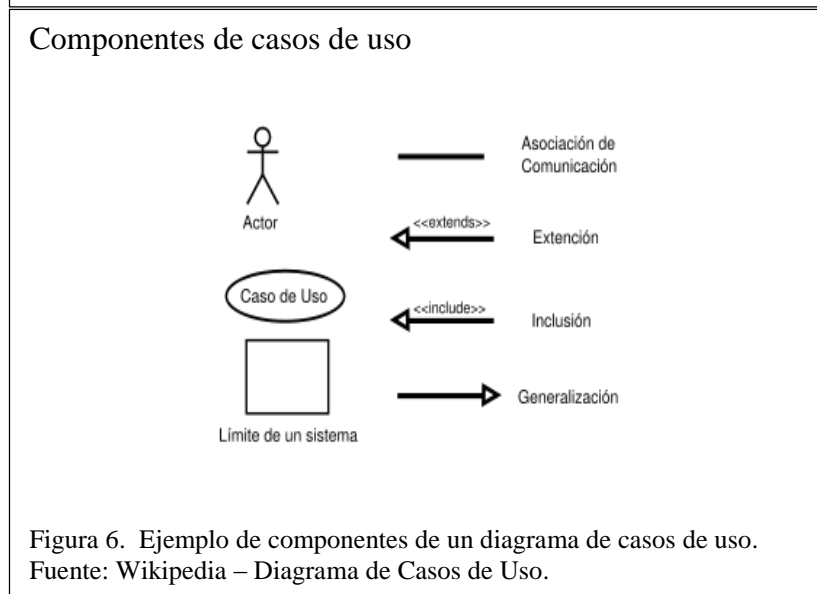 Componentes de casos de uso
Actor
Asociación de
Comunicación
<<extends>>
Extención
Caso de Uso
<<include>>
Inclusión
Límite de un sistema
Generalización
Figura 6.  Ejemplo de componentes de un diagrama de casos de uso.
Fuente: Wikipedia – Diagrama de Casos de Uso.